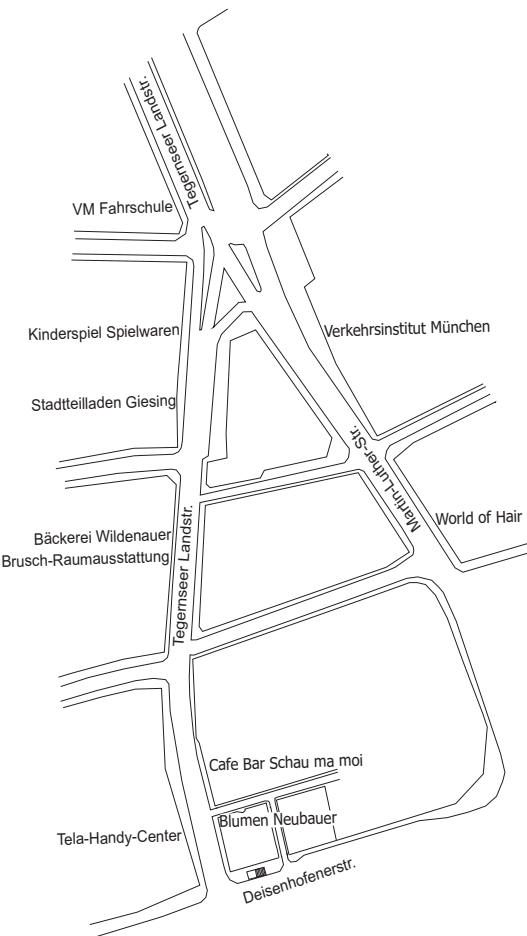 Tegernseer Landstr.
VM Fahrschule
Kinderspiel Spielwaren
Verkehrsinstitut München
Stadtteilladen Giesing
Martin-Luther-Str.
World of Hair
Bäckerei Wildenauer
Brusch-Raumausstattung
Tegernseer Landstr.
Cafe Bar Schau ma moi
Blumen Neubauer
Tela-Handy-Center
Deisenhofenerstr.